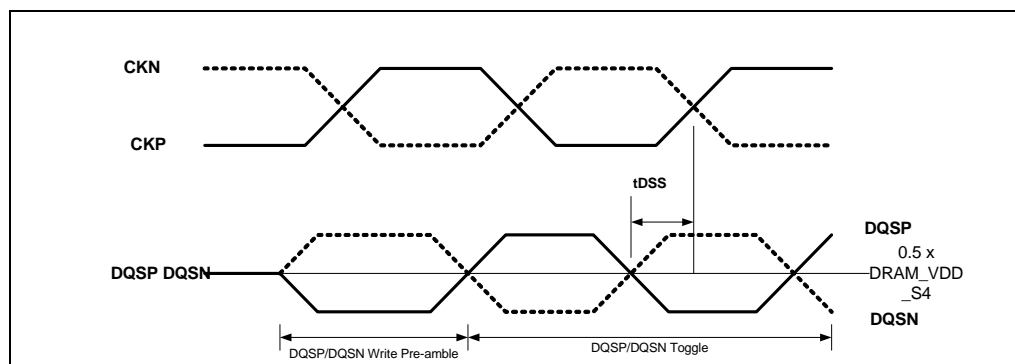 CKN
CKP
tDSS
DQSP
DQSP DQSN
0.5 x
DRAM_VDD
_S4
DQSN
DQSP/DQSN Write Pre-amble
DQSP/DQSN Toggle